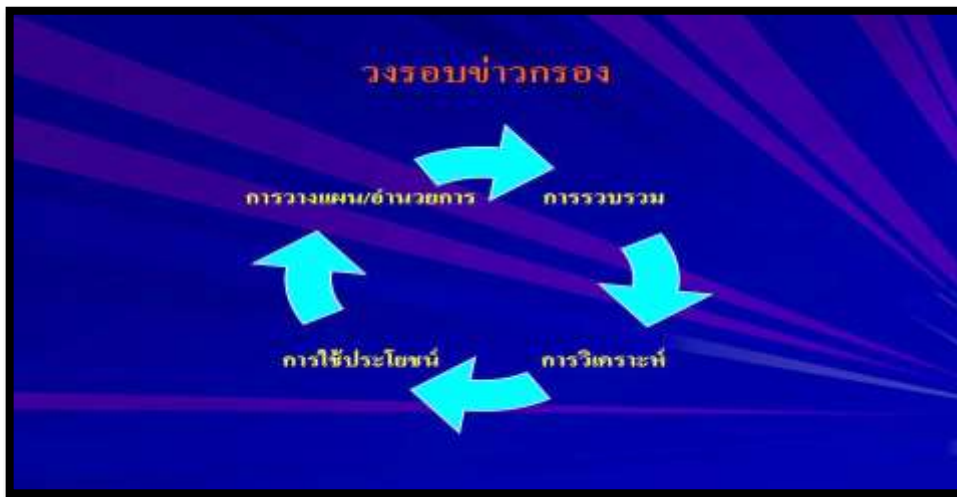 วงรอบข่าวกรอง
การวางแผน/อำนวยการ
การรวบรวม
การใช้ประโยชน์
การวิเคราะห์